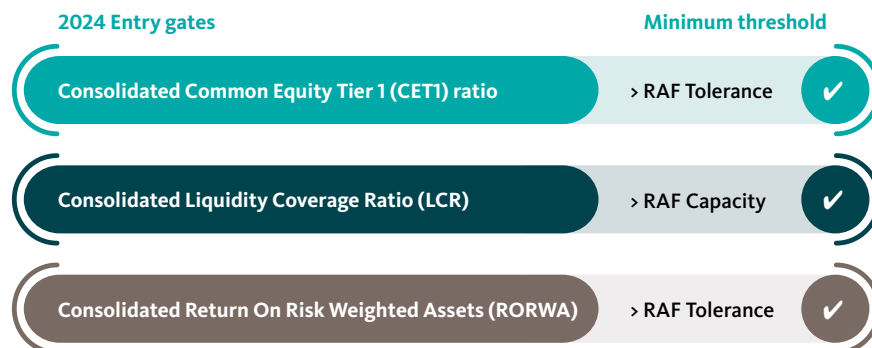 2024 Entry gates Minimum threshold
Consolidated Common Equity Tier 1 (CET1) ratio > RAF Tolerance ✔
Consolidated Liquidity Coverage Ratio (LCR) > RAF Capacity ✔
Consolidated Return On Risk Weighted Assets (RORWA) > RAF Tolerance ✔